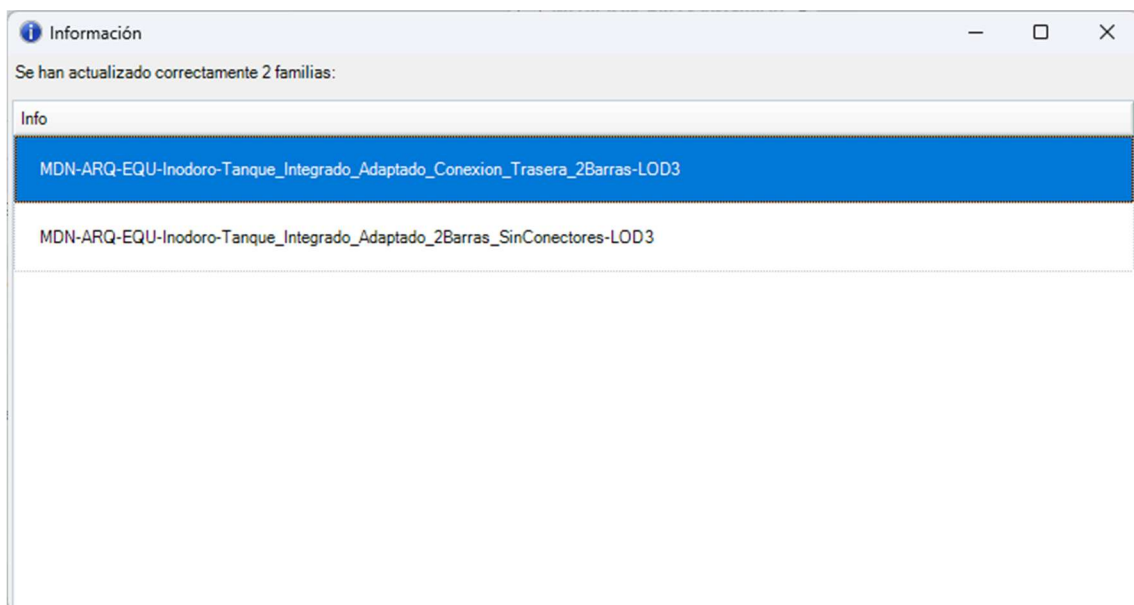 Información
Se han actualizado correctamente 2 familias:
Info
MDN-ARQ-EQU-Inodoro-Tanque_Integrado_Adaptado_Conexion_Trasera_2Barras-LOD3
MDN-ARQ-EQU-Inodoro-Tanque_Integrado_Adaptado_2Barras_SinConectores-LOD3